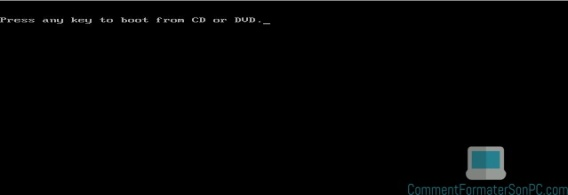 Press any key to boot from CD or DVD._
CommentFormaterSonPC.com